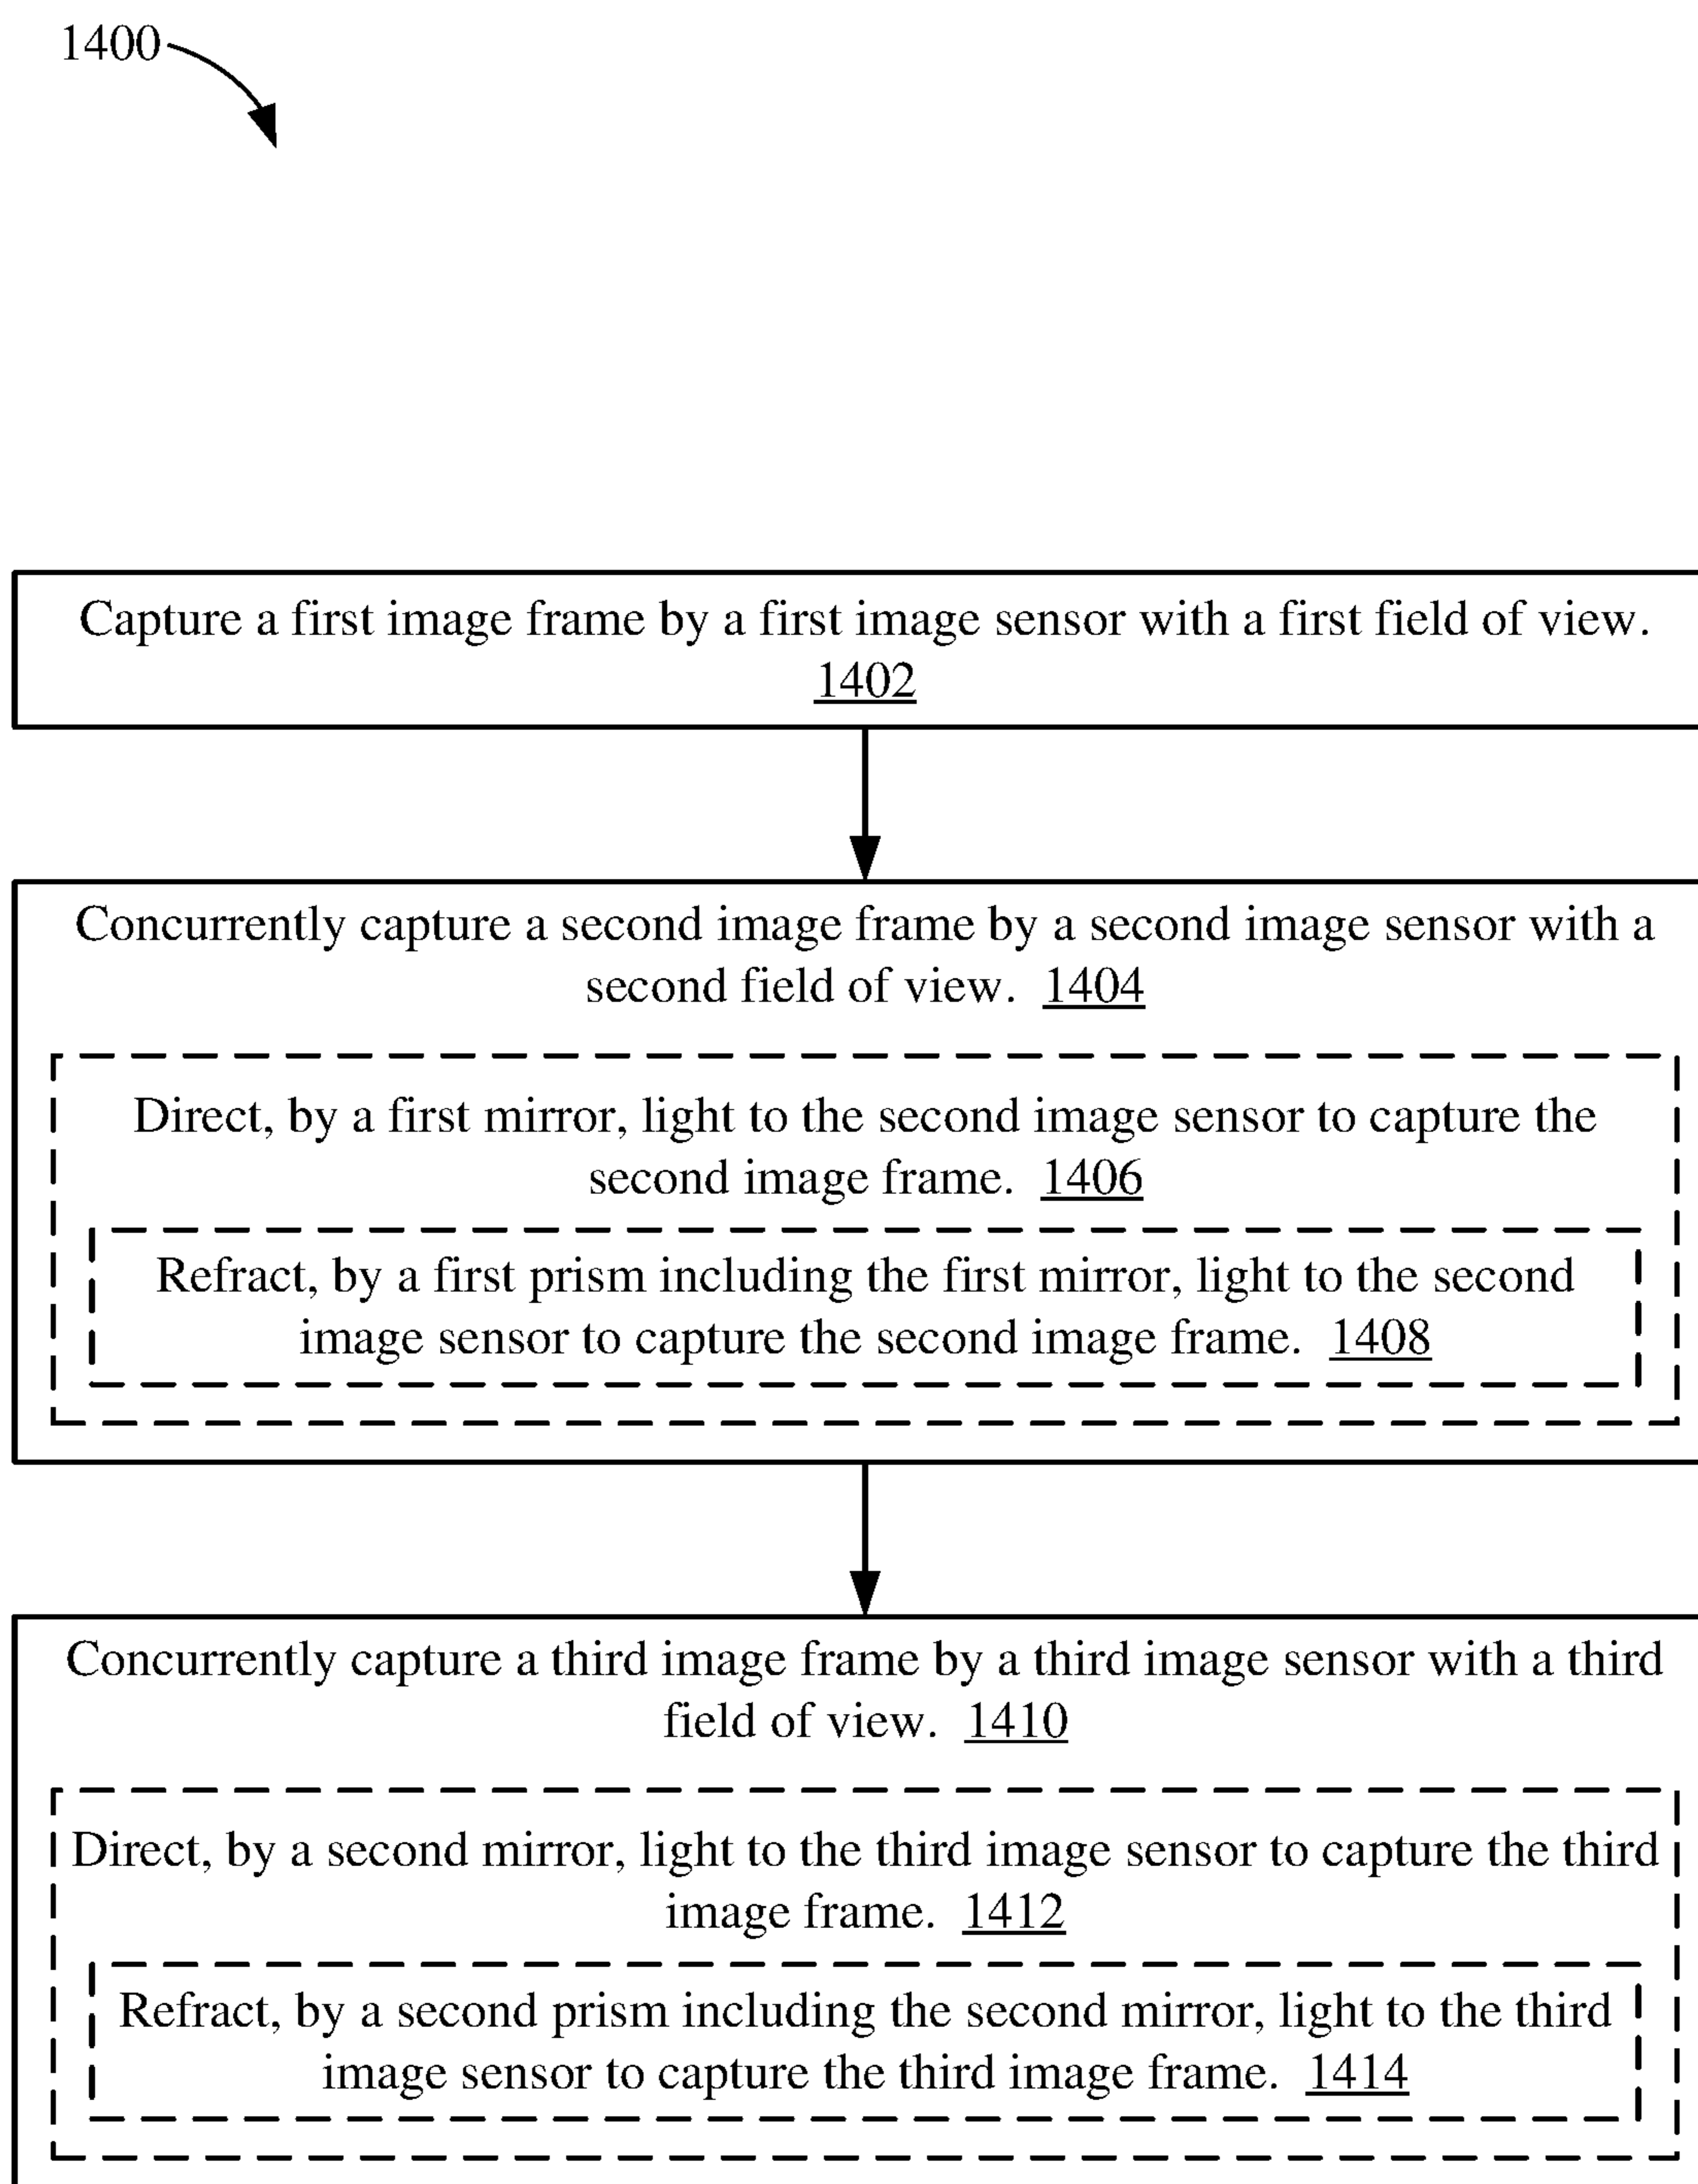 1400
Capture a first image frame by a first image sensor with a first field of view.
1402
Concurrently capture a second image frame by a second image sensor with a
second field of view. 1404
Direct, by a first mirror, light to the second image sensor to capture the
second image frame. 1406
Refract, by a first prism including the first mirror, light to the second
image sensor to capture the second image frame. 1408
Concurrently capture a third image frame by a third image sensor with a third
field of view. 1410
Direct, by a second mirror, light to the third image sensor to capture the third
image frame. 1412
Refract, by a second prism including the second mirror, light to the third
image sensor to capture the third image frame. 1414